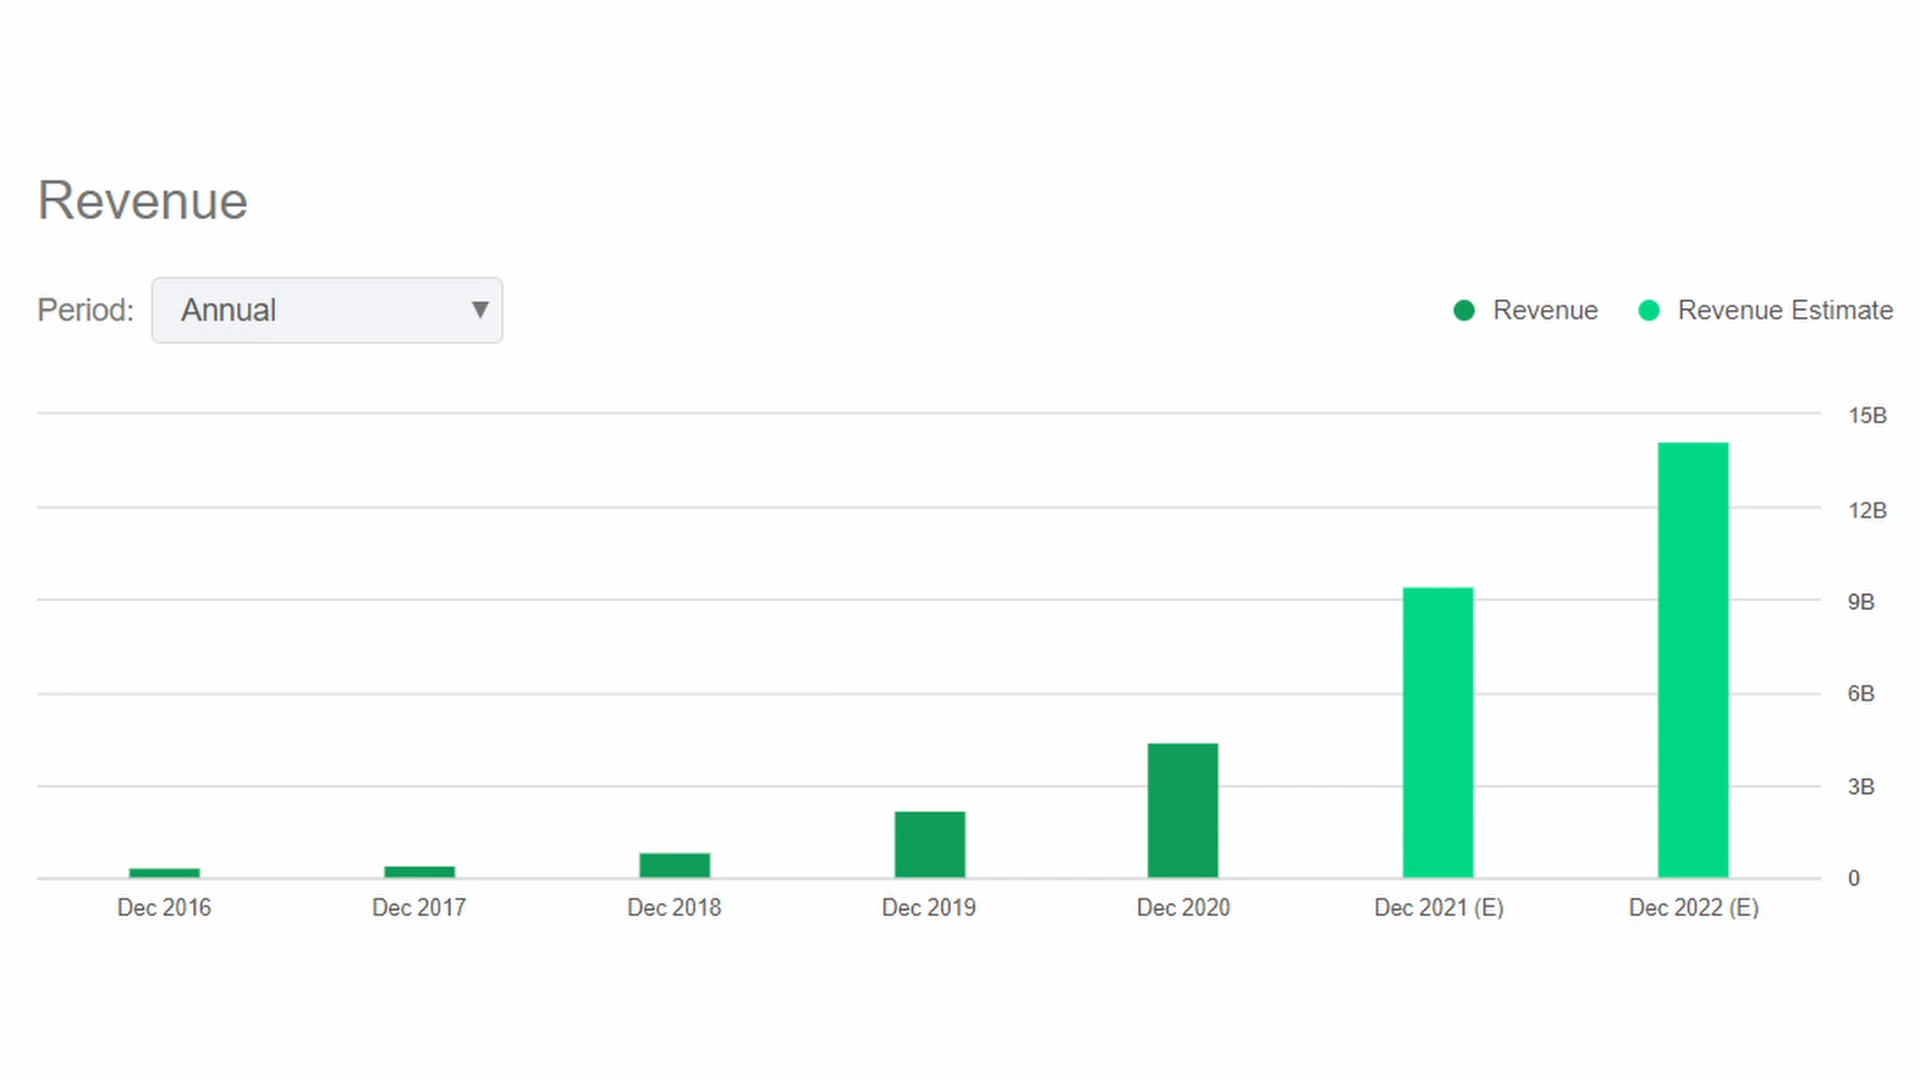 Revenue
Period: Annual ▼
Revenue Revenue Estimate
15B
12B
9B
6B
3B
0
Dec 2016 Dec 2017 Dec 2018 Dec 2019 Dec 2020 Dec 2021 (E) Dec 2022 (E)